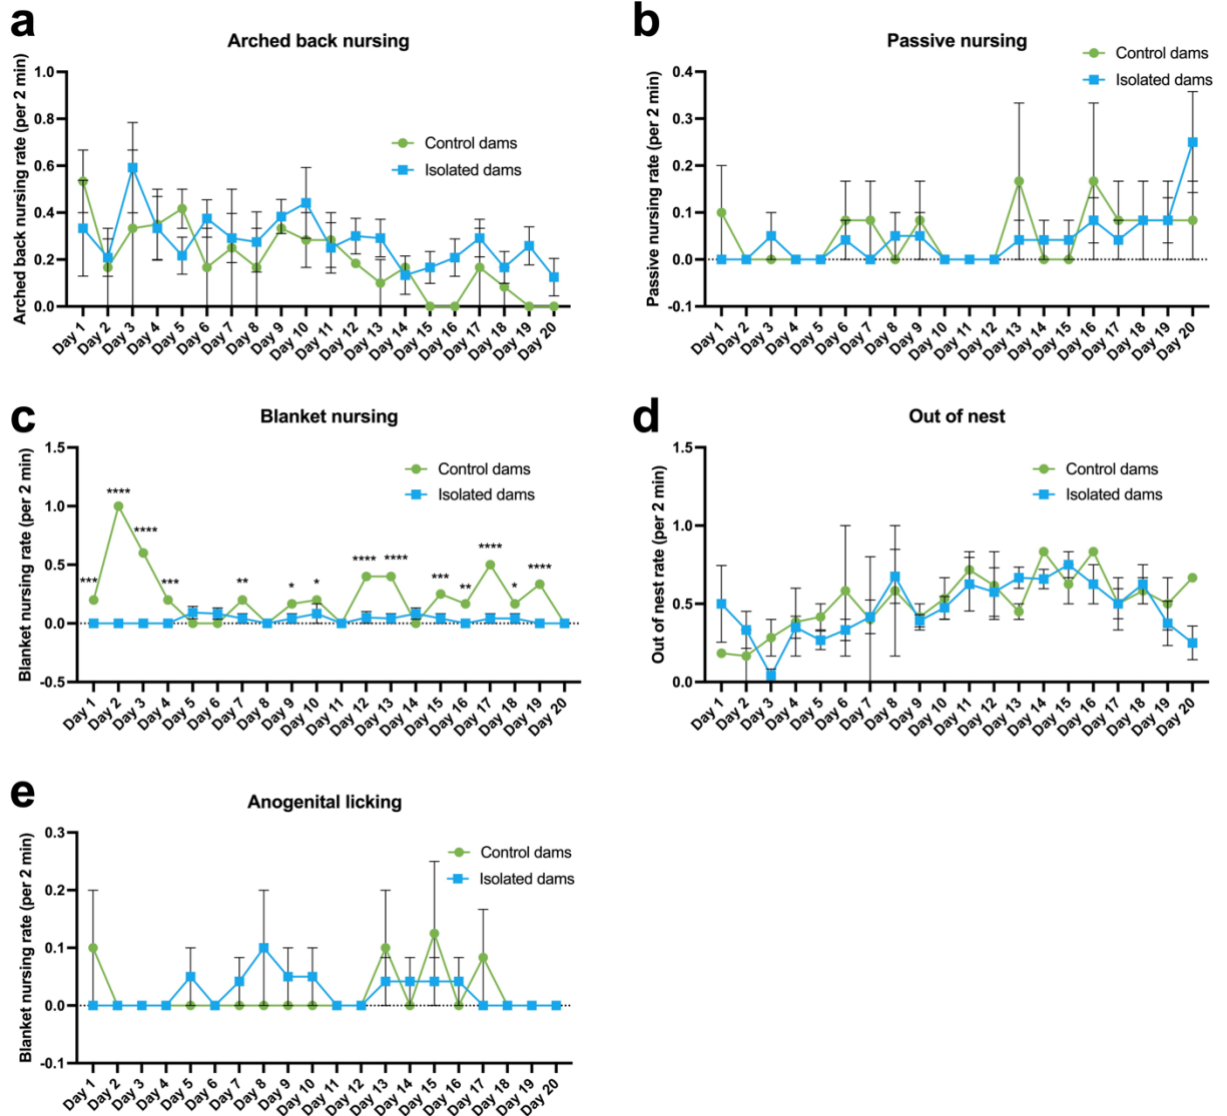 a
Arched back nursing
Arched back nursing rate (per 2 min)
1.0
0.8
0.6
0.4
0.2
0.0
Control dams
Isolated dams
Day 1
Day 2
Day 3
Day 4
Day 5
Day 6
Day 7
Day 8
Day 9
Day 10
Day 11
Day 12
Day 13
Day 14
Day 15
Day 16
Day 17
Day 18
Day 19
Day 20
b
Passive nursing
Passive nursing rate (per 2 min)
0.4
0.3
0.2
0.1
0.0
-0.1
Control dams
Isolated dams
Day 1
Day 2
Day 3
Day 4
Day 5
Day 6
Day 7
Day 8
Day 9
Day 10
Day 11
Day 12
Day 13
Day 14
Day 15
Day 16
Day 17
Day 18
Day 19
Day 20
c
Blanket nursing
Blanket nursing rate (per 2 min)
1.5
1.0
0.5
0.0
-0.5
Control dams
Isolated dams
*** **** **** *** ** * * **** **** *** ** **** * ****
Day 1
Day 2
Day 3
Day 4
Day 5
Day 6
Day 7
Day 8
Day 9
Day 10
Day 11
Day 12
Day 13
Day 14
Day 15
Day 16
Day 17
Day 18
Day 19
Day 20
d
Out of nest
Out of nest rate (per 2 min)
1.5
1.0
0.5
0.0
Control dams
Isolated dams
Day 1
Day 2
Day 3
Day 4
Day 5
Day 6
Day 7
Day 8
Day 9
Day 10
Day 11
Day 12
Day 13
Day 14
Day 15
Day 16
Day 17
Day 18
Day 19
Day 20
e
Anogenital licking
Blanket nursing rate (per 2 min)
0.3
0.2
0.1
0.0
-0.1
Control dams
Isolated dams
Day 1
Day 2
Day 3
Day 4
Day 5
Day 6
Day 7
Day 8
Day 9
Day 10
Day 11
Day 12
Day 13
Day 14
Day 15
Day 16
Day 17
Day 18
Day 19
Day 20